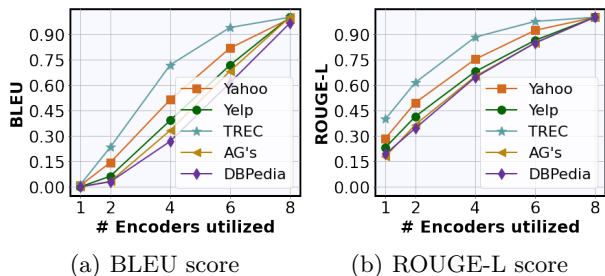 BLEU
0.90
0.75
0.60
0.45
0.30
0.15
0.00
Yahoo
Yelp
TREC
AG's
DBPedia
1 2 4 6 8
# Encoders utilized
(a) BLEU score
ROUGE-L
0.90
0.75
0.60
0.45
0.30
0.15
0.00
Yahoo
Yelp
TREC
AG's
DBPedia
1 2 4 6 8
# Encoders utilized
(b) ROUGE-L score